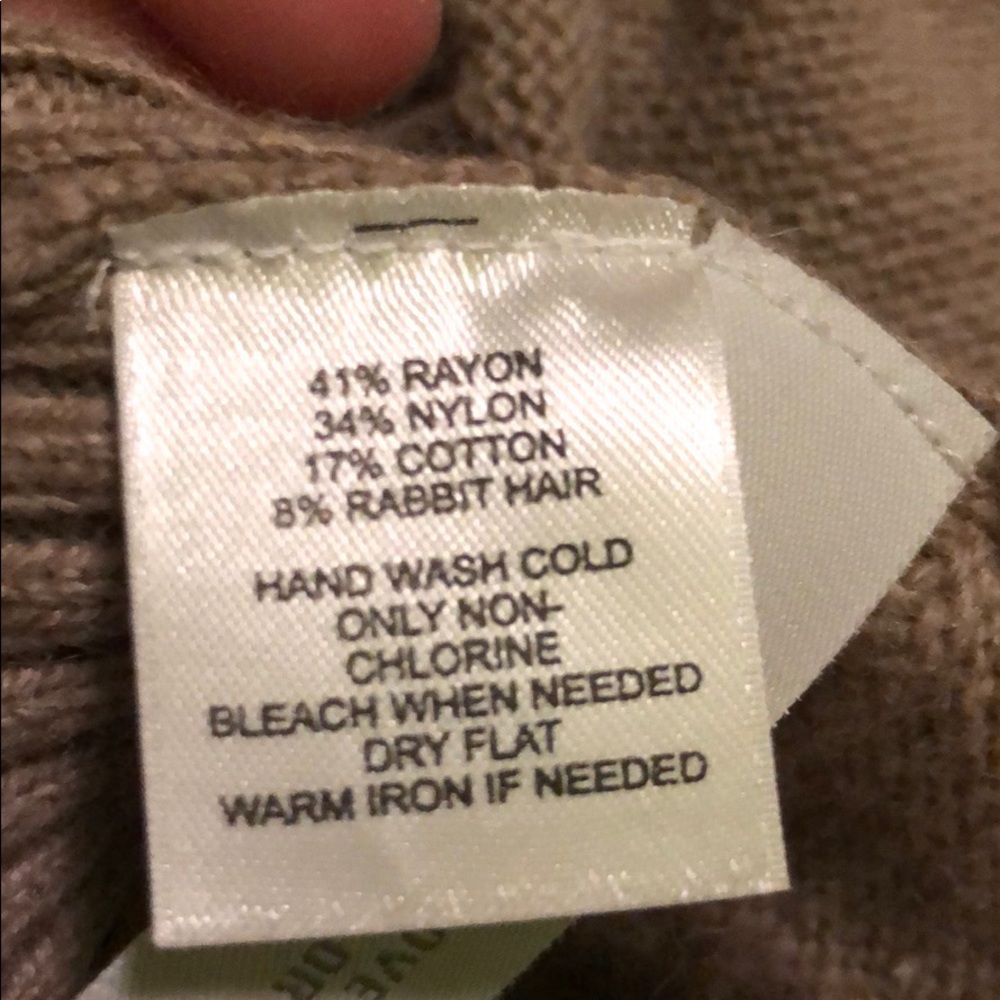 41% RAYON
34% NYLON
17% COTTON
8% RABBIT HAIR
HAND WASH COLD
ONLY NON-
CHLORINE
BLEACH WHEN NEEDED
DRY FLAT
WARM IRON IF NEEDED